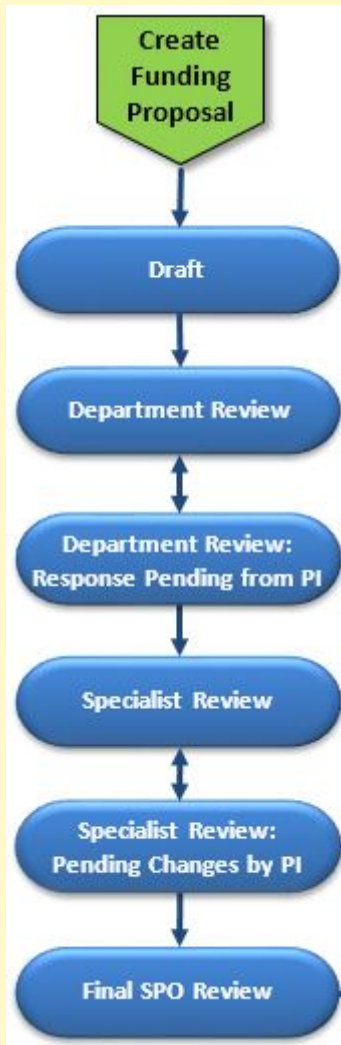 Create
Funding
Proposal
Draft
Department Review
Department Review:
Response Pending from PI
Specialist Review
Specialist Review:
Pending Changes by PI
Final SPO Review